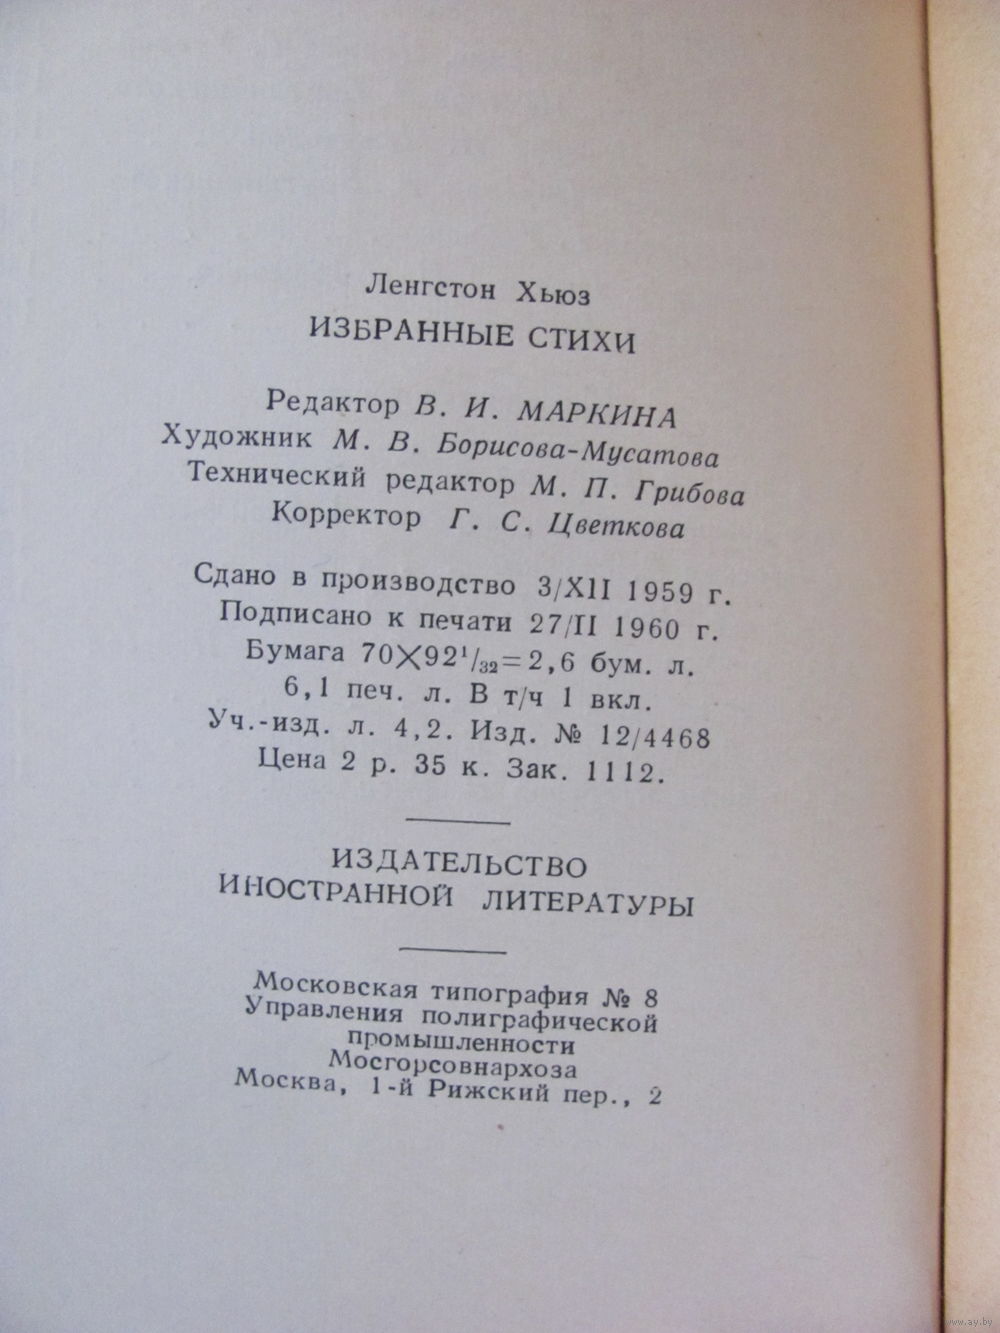 Ленгстон Хьюз
ИЗБРАННЫЕ СТИХИ
Редактор В. И. МАРКИНА
Художник М. В. Борисова-Мусатова
Технический редактор М. П. Грибова
Корректор Г. С. Цветкова
Сдано в производство 3/XII 1959 г.
Подписано к печати 27/II 1960 г.
Бумага 70×92¹/₃₂=2,6 бум. л.
6,1 печ. л. В т/ч 1 вкл.
Уч.-изд. л. 4,2. Изд. № 12/4468
Цена 2 р. 35 к. Зак. 1112.
ИЗДАТЕЛЬСТВО
ИНОСТРАННОЙ ЛИТЕРАТУРЫ
Московская типография № 8
Управления полиграфической
промышленности
Мосгорсовнархоза
Москва, 1-й Рижский пер., 2
www.ay.by